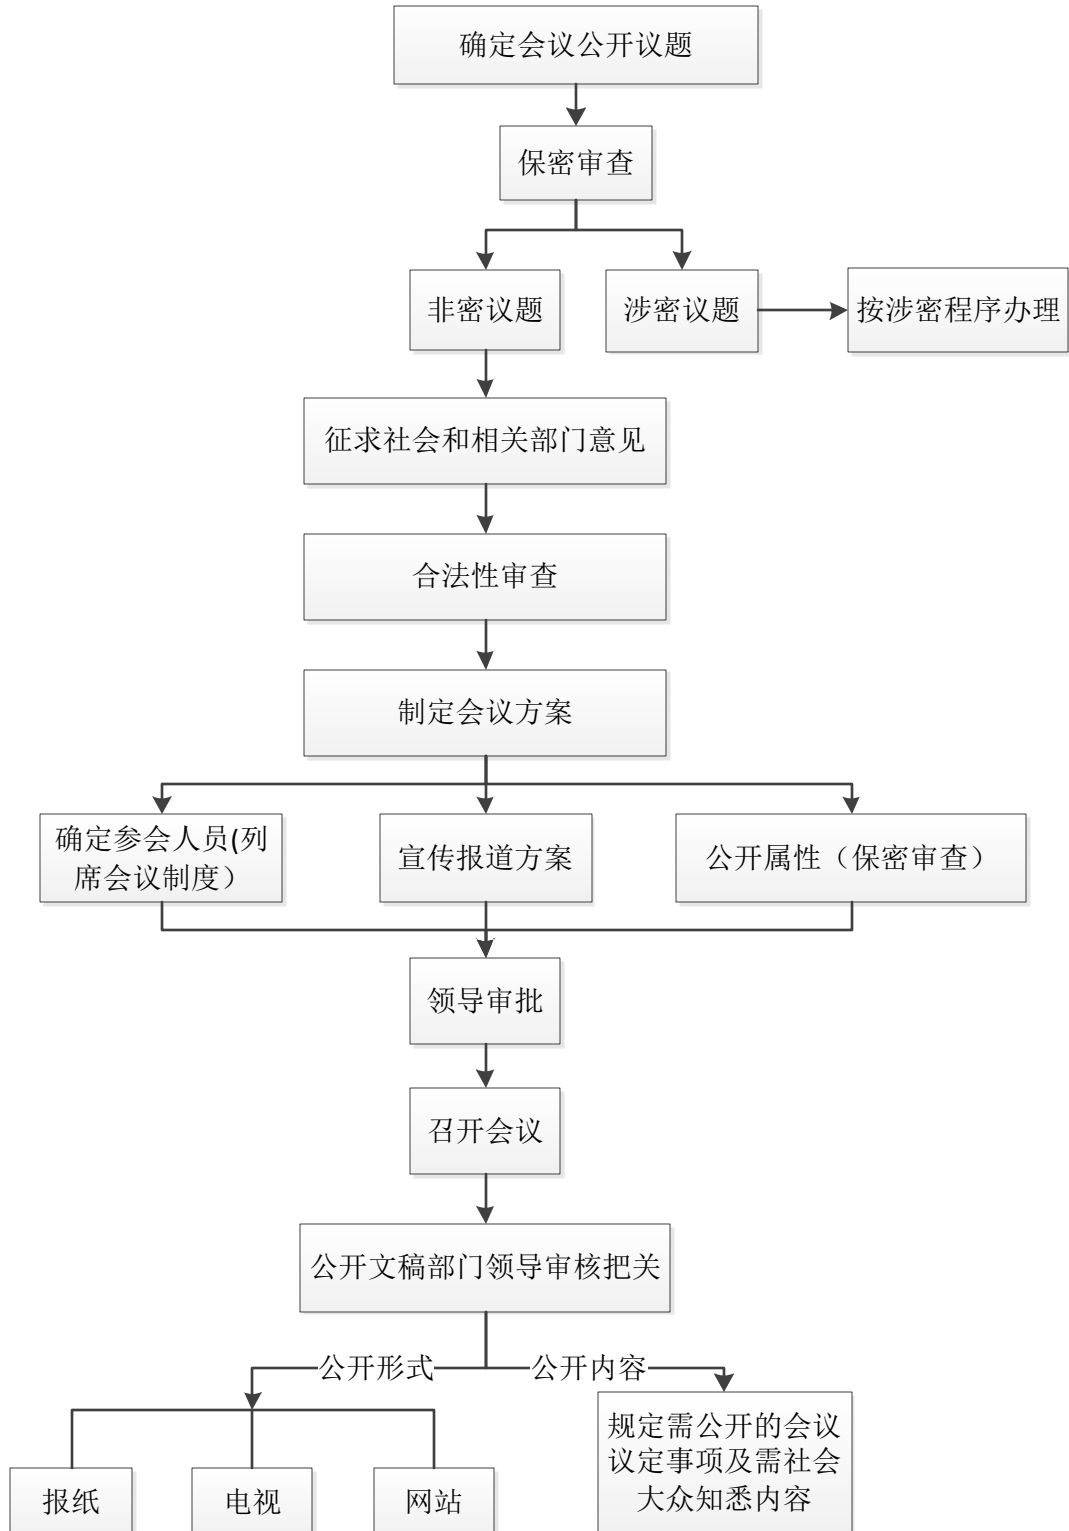 确定会议公开议题
保密审查
非密议题
涉密议题
按涉密程序办理
征求社会和相关部门意见
合法性审查
制定会议方案
确定参会人员(列
席会议制度）
宣传报道方案
公开属性（保密审查）
领导审批
召开会议
公开文稿部门领导审核把关
公开形式
公开内容
规定需公开的会议
议定事项及需社会
大众知悉内容
报纸
电视
网站